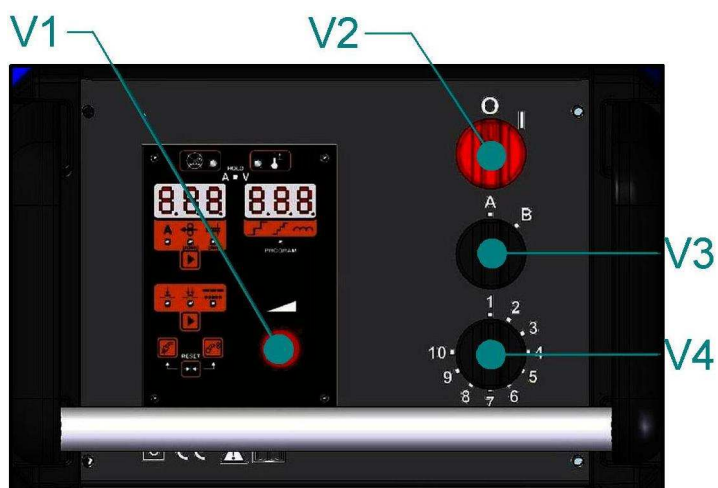 V1
V2
O I
HOLD
A V
8.8.8 8.8.8
A
PROGRAM
A B
V3
1
2
3
10 4
9 5
8 7 6
V4
RESET
CE